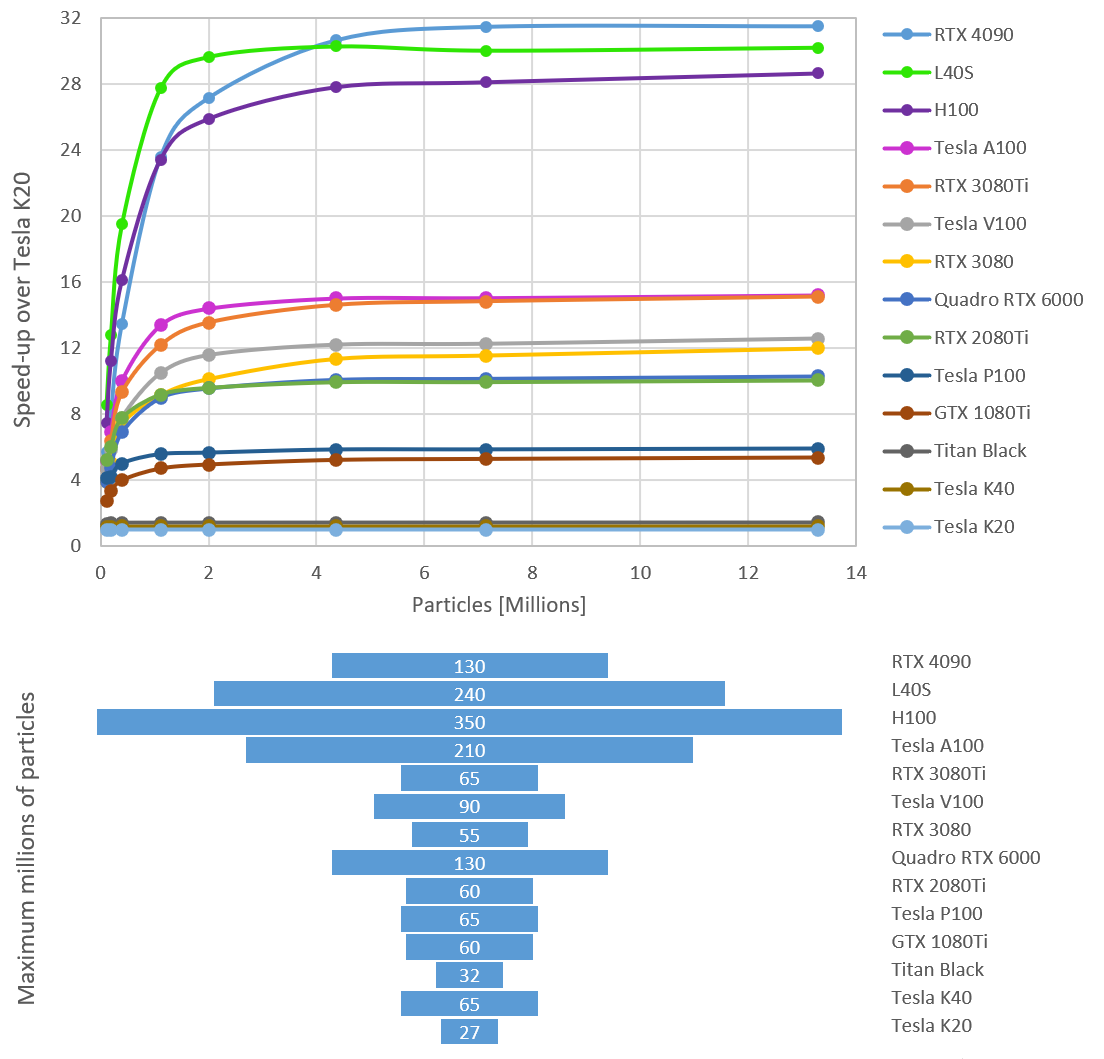 32
28
24
20
16
12
8
4
0
Speed-up over Tesla K20
0 2 4 6 8 10 12 14
Particles [Millions]
RTX 4090
L40S
H100
Tesla A100
RTX 3080Ti
Tesla V100
RTX 3080
Quadro RTX 6000
RTX 2080Ti
Tesla P100
GTX 1080Ti
Titan Black
Tesla K40
Tesla K20
Maximum millions of particles
130 RTX 4090
240 L40S
350 H100
210 Tesla A100
65 RTX 3080Ti
90 Tesla V100
55 RTX 3080
130 Quadro RTX 6000
60 RTX 2080Ti
65 Tesla P100
60 GTX 1080Ti
32 Titan Black
65 Tesla K40
27 Tesla K20